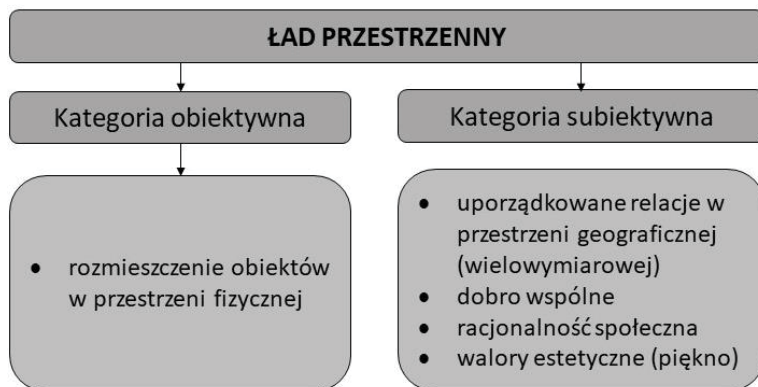 ŁAD PRZESTRZENNY
Kategoria obiektywna
Kategoria subiektywna
• rozmieszczenie obiektów
w przestrzeni fizycznej
• uporządkowane relacje w
przestrzeni geograficznej
(wielowymiarowej)
• dobro wspólne
• racjonalność społeczna
• walory estetyczne (piękno)